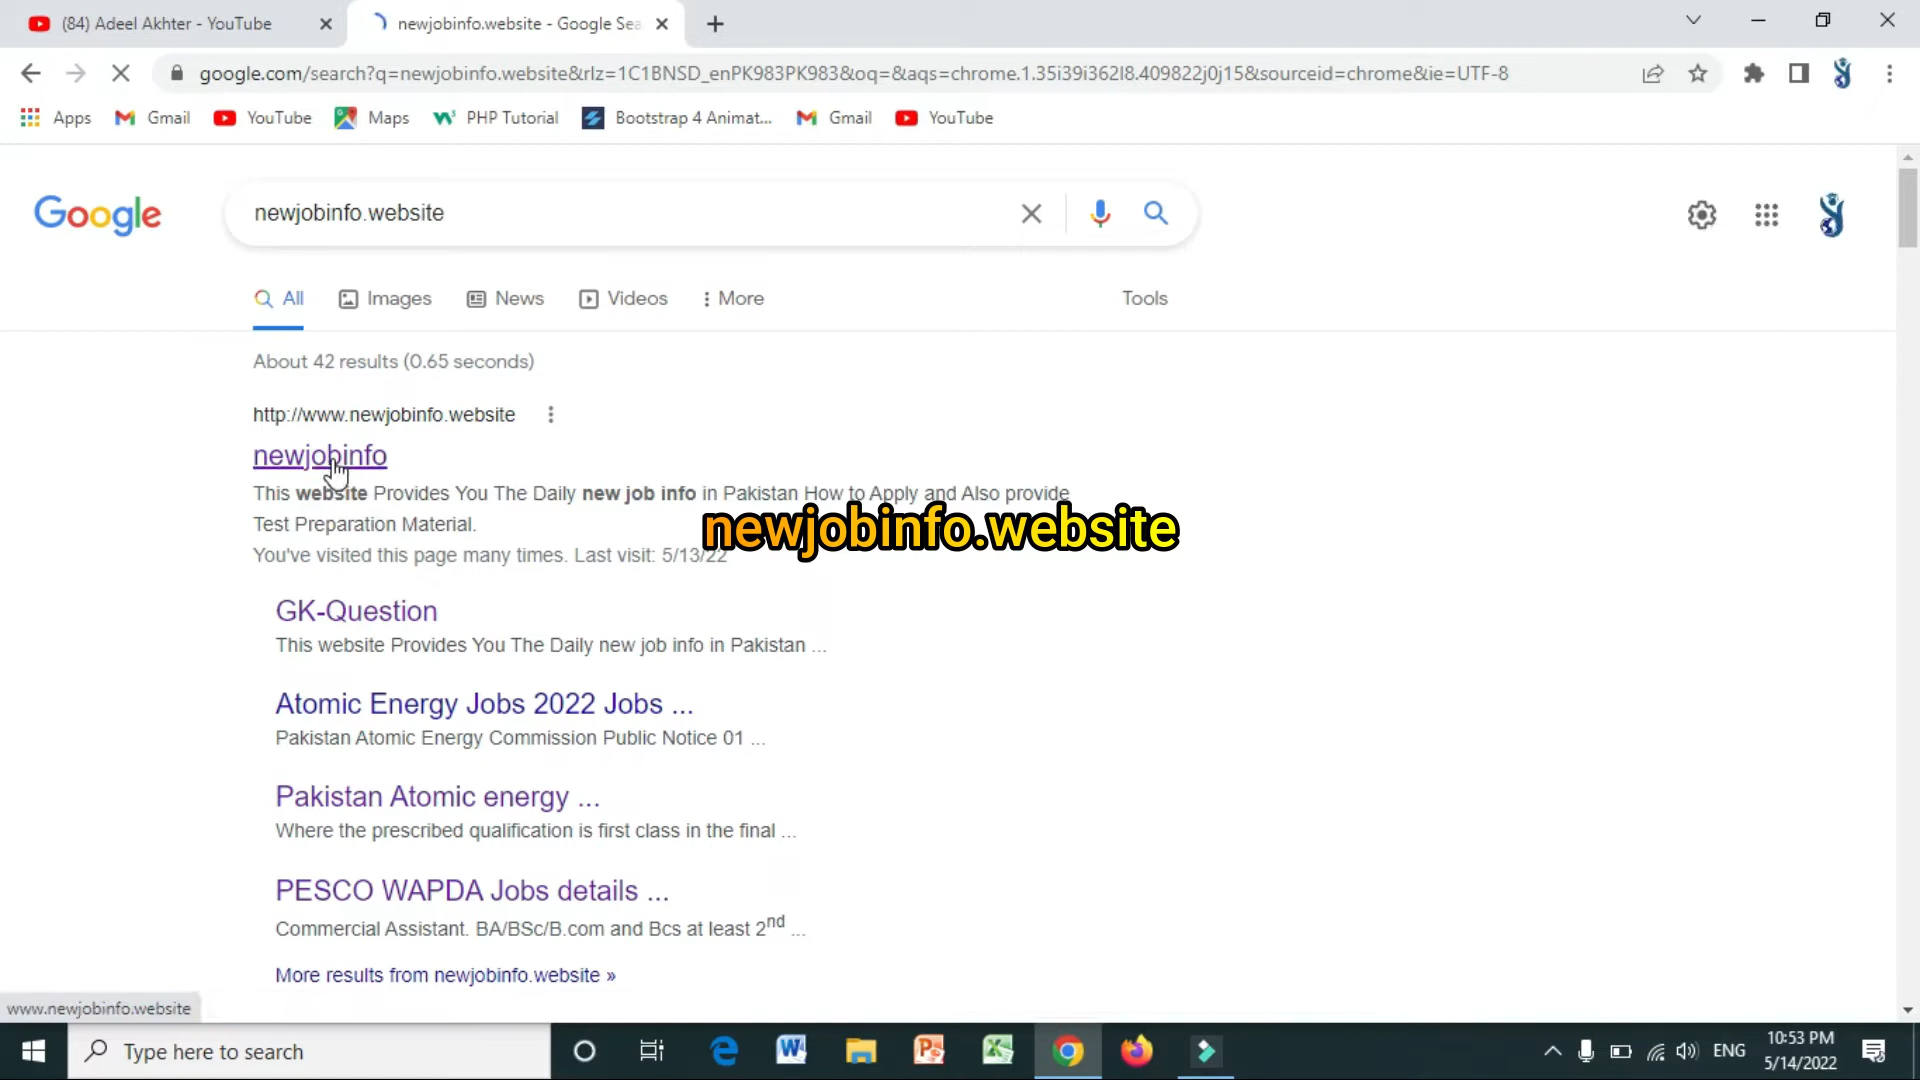 (84) Adeel Akhter - YouTube
newjobinfo.website - Google Sea
google.com/search?q=newjobinfo.website&rlz=1C1BNSD_enPK983PK983&oq=&aqs=chrome.1.35i39i362l8.409822j0j15&sourceid=chrome&ie=UTF-8
Apps Gmail YouTube Maps PHP Tutorial Bootstrap 4 Animat... Gmail YouTube
Google
newjobinfo.website
All Images News Videos More Tools
About 42 results (0.65 seconds)
http://www.newjobinfo.website
newjobinfo
This website Provides You The Daily new job info in Pakistan How to Apply and Also provide
Test Preparation Material.
newjobinfo.website
You've visited this page many times. Last visit: 5/13/22
GK-Question
This website Provides You The Daily new job info in Pakistan ...
Atomic Energy Jobs 2022 Jobs ...
Pakistan Atomic Energy Commission Public Notice 01 ...
Pakistan Atomic energy ...
Where the prescribed qualification is first class in the final ...
PESCO WAPDA Jobs details ...
Commercial Assistant. BA/BSc/B.com and Bcs at least 2nd ...
More results from newjobinfo.website »
www.newjobinfo.website
Type here to search
ENG
10:53 PM
5/14/2022